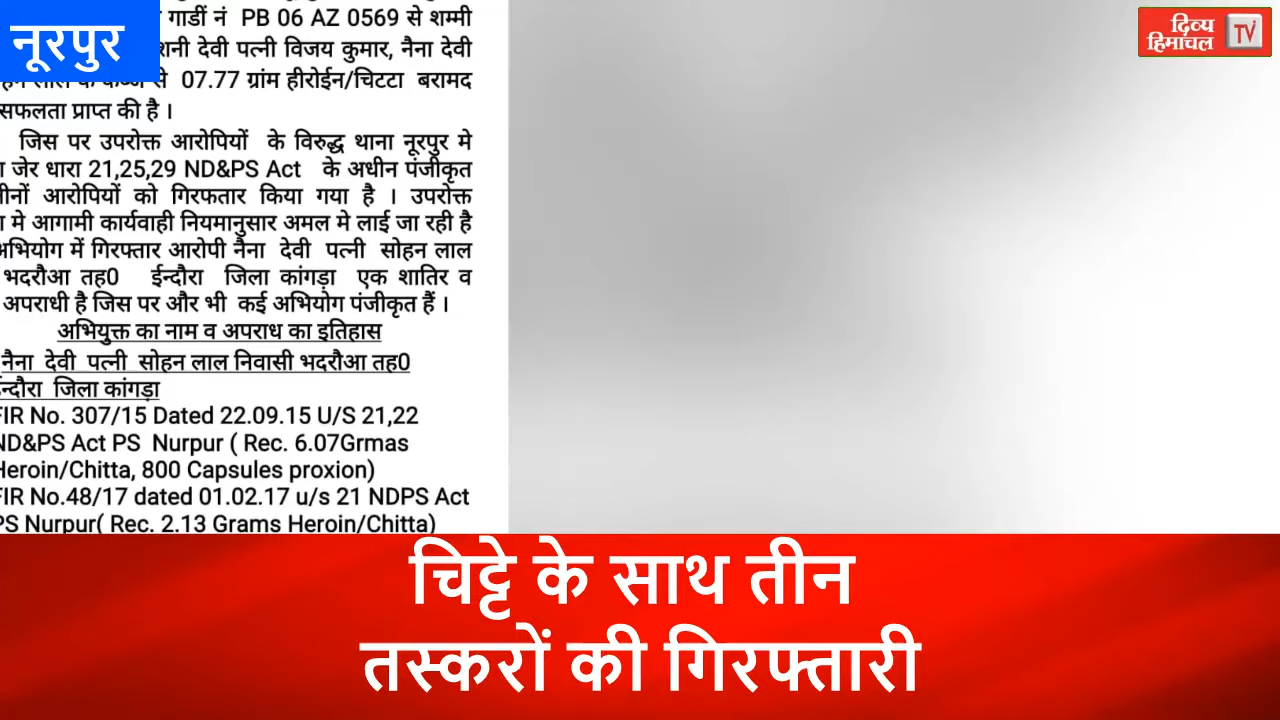 नूरपुर
दिव्य
हिमाचल
TV
गाडीं नं PB 06 AZ 0569 से शम्मी
देवी पत्नी विजय कुमार, नैना देवी
से 07.77 ग्रांम हीरोईन/चिटटा बरामद
सफलता प्राप्त की है ।
जिस पर उपरोक्त आरोपियों के विरुद्ध थाना नूरपुर मे
जेर धारा 21,25,29 ND&PS Act के अधीन पंजीकृत
आरोपियों को गिरफतार किया गया है । उपरोक्त
मे आगामी कार्यवाही नियमानुसार अमल मे लाई जा रही है
अभियोग में गिरफ्तार आरोपी नैना देवी पत्नी सोहन लाल
भदरौआ तह0 ईन्दौरा जिला कांगड़ा एक शातिर व
अपराधी है जिस पर और भी कई अभियोग पंजीकृत हैं ।
अभियुक्त का नाम व अपराध का इतिहास
नैना देवी पत्नी सोहन लाल निवासी भदरौआ तह0
ईन्दौरा जिला कांगड़ा
FIR No. 307/15 Dated 22.09.15 U/S 21,22
ND&PS Act PS Nurpur ( Rec. 6.07Grmas
Heroin/Chitta, 800 Capsules proxion)
FIR No.48/17 dated 01.02.17 u/s 21 NDPS Act
PS Nurpur( Rec. 2.13 Grams Heroin/Chitta)
चिट्टे के साथ तीन
तस्करों की गिरफ्तारी